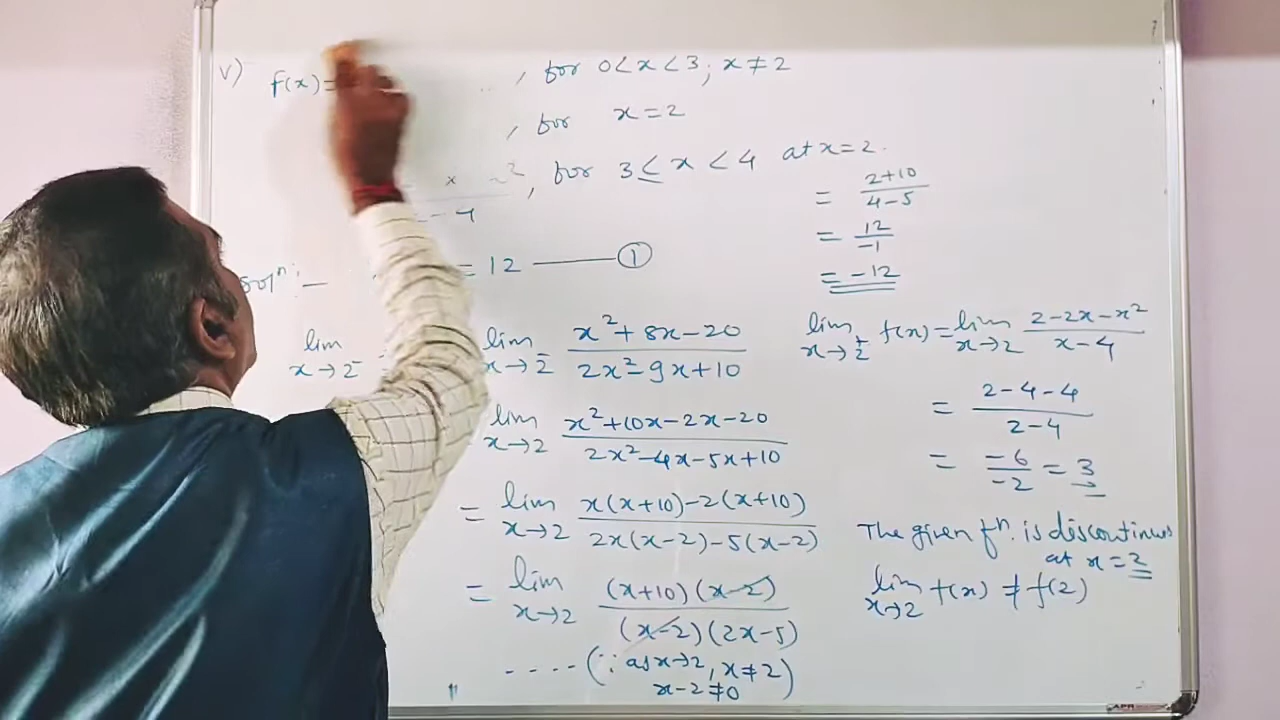 v) f(x)= , for 0<x<3; x≠2
, for x=2
, for 3≤x<4 at x=2.
Solⁿ:- = 12 ——— ①
lim x→2⁻ lim x→2⁻ (x²+8x-20)/(2x²-9x+10)
lim x→2 (x²+10x-2x-20)/(2x²-4x-5x+10)
= lim x→2 (x(x+10)-2(x+10))/(2x(x-2)-5(x-2))
= lim x→2 ((x+10)(x-2))/((x-2)(2x-5))
----(∵ as x→2, x≠2)
x-2≠0
= (2+10)/(4-5)
= 12/-1
= -12
lim x→2⁺ f(x) = lim x→2 (2-2x-x²)/(x-4)
= (2-4-4)/(2-4)
= -6/-2 = 3
The given fⁿ. is discontinus
at x=2
lim x→2 f(x) ≠ f(2)